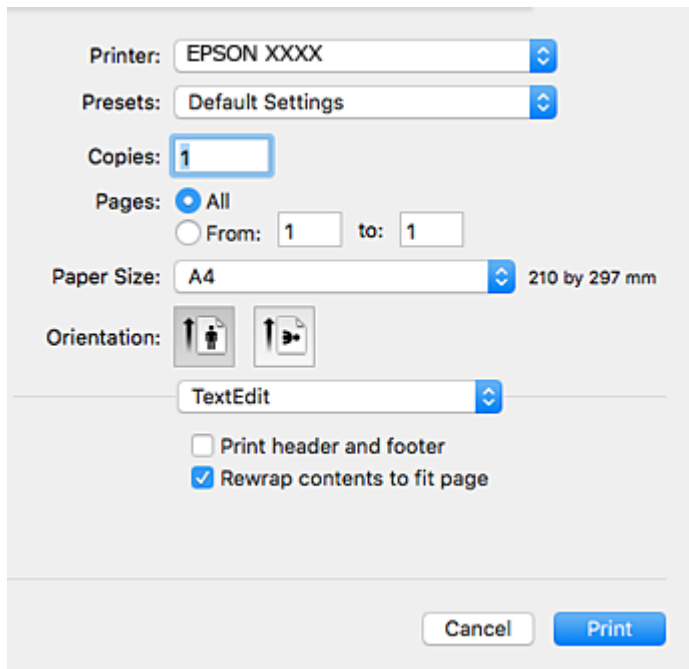 Printer: EPSON XXXX
Presets: Default Settings
Copies: 1
Pages: All
From: 1 to: 1
Paper Size: A4 210 by 297 mm
Orientation:
TextEdit
Print header and footer
Rewrap contents to fit page
Cancel Print